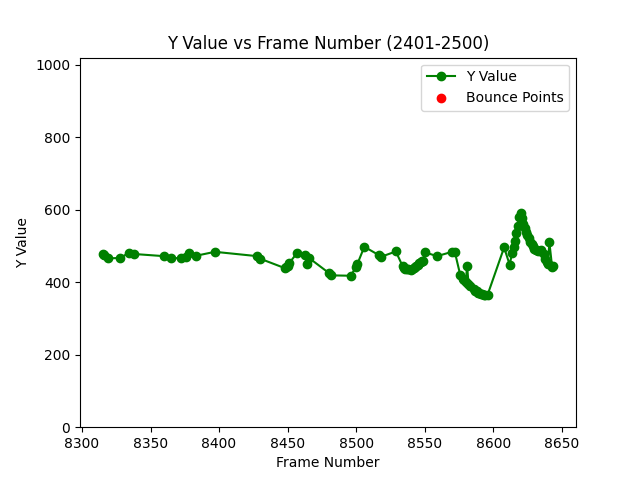 Y Value vs Frame Number (2401-2500)
Y Value
Bounce Points
1000
800
600
400
200
0
Y Value
8300 8350 8400 8450 8500 8550 8600 8650
Frame Number